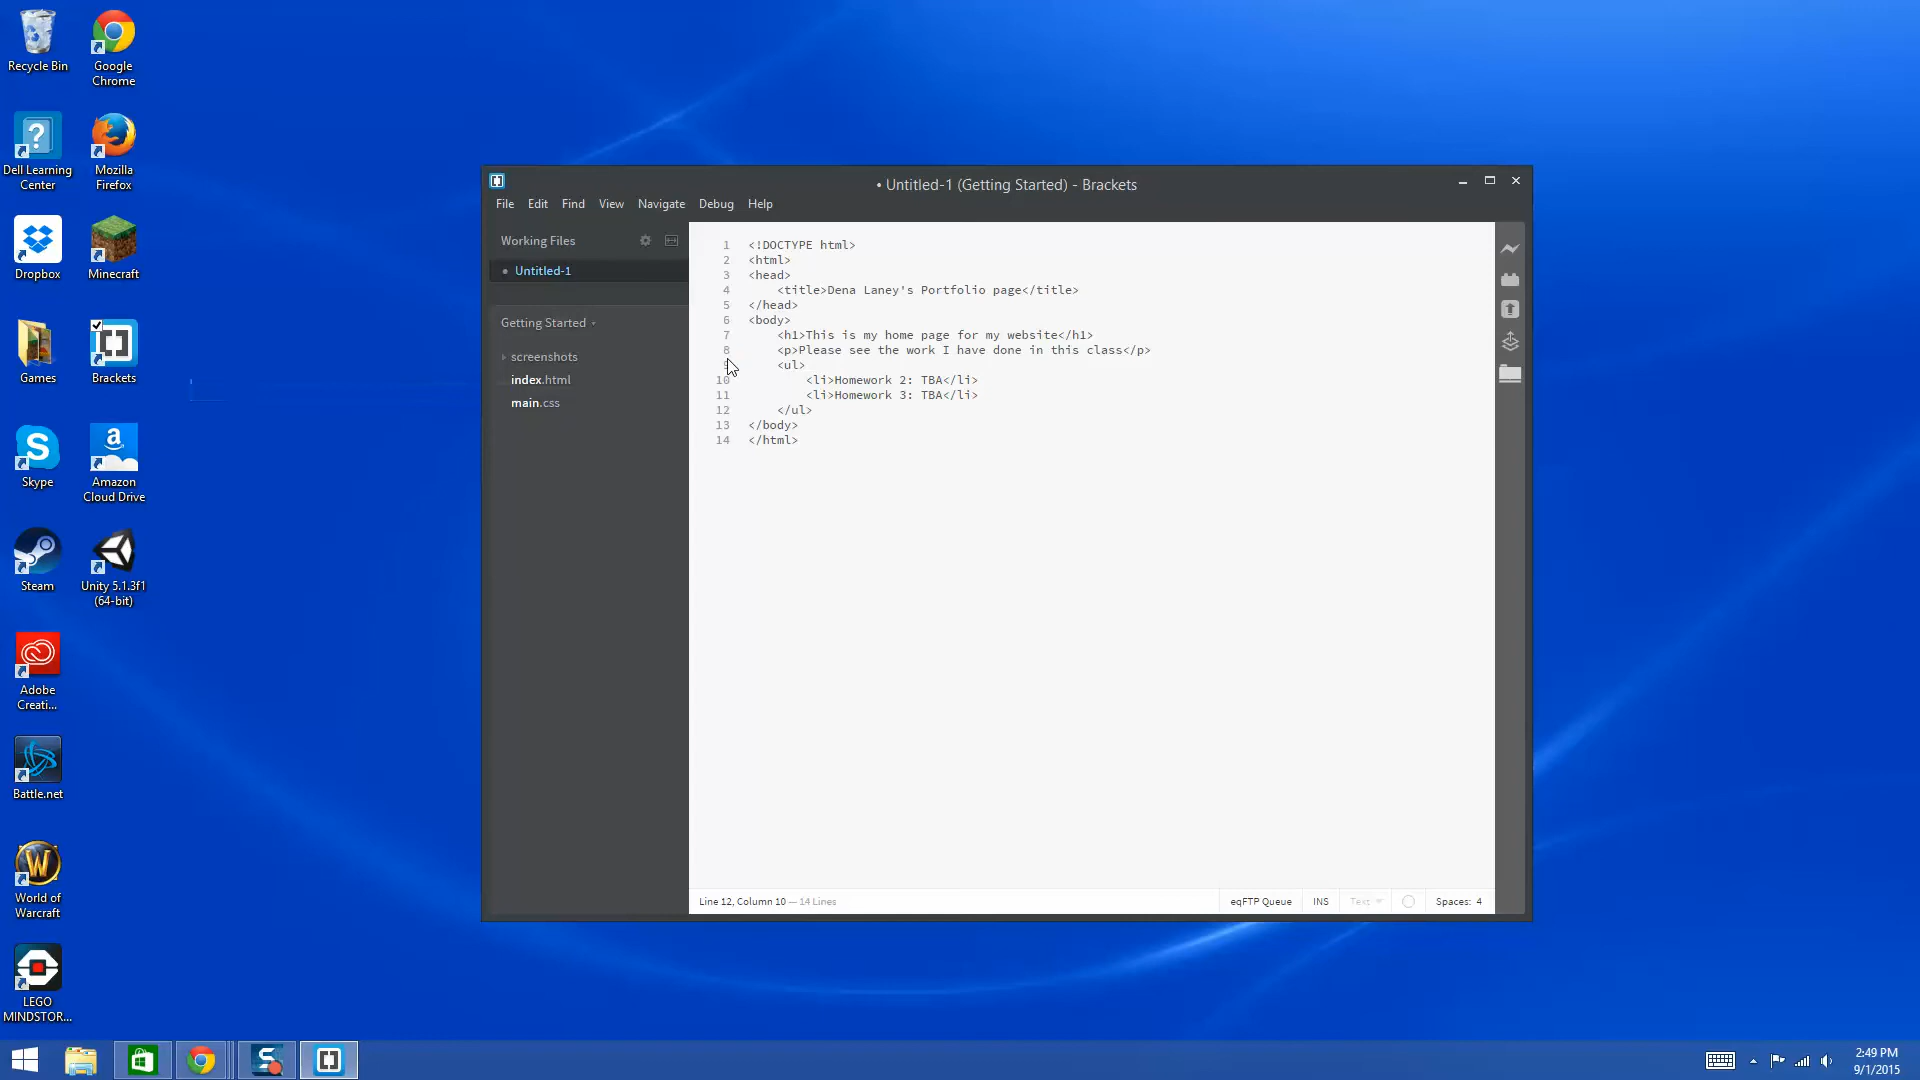 Recycle Bin
Google
Chrome
Dell Learning
Center
Mozilla
Firefox
Dropbox
Minecraft
Games
Brackets
Skype
Amazon
Cloud Drive
Steam
Unity 5.1.3f1
(64-bit)
Adobe
Creati...
Battle.net
World of
Warcraft
LEGO
MINDSTOR...
• Untitled-1 (Getting Started) - Brackets
File Edit Find View Navigate Debug Help
Working Files
Untitled-1
Getting Started
screenshots
index.html
main.css
1 <!DOCTYPE html>
2 <html>
3 <head>
4 <title>Dena Laney's Portfolio page</title>
5 </head>
6 <body>
7 <h1>This is my home page for my website</h1>
8 <p>Please see the work I have done in this class</p>
9 <ul>
10 <li>Homework 2: TBA</li>
11 <li>Homework 3: TBA</li>
12 </ul>
13 </body>
14 </html>
Line 12, Column 10 — 14 Lines
eqFTP Queue INS Text Spaces: 4
2:49 PM
9/1/2015